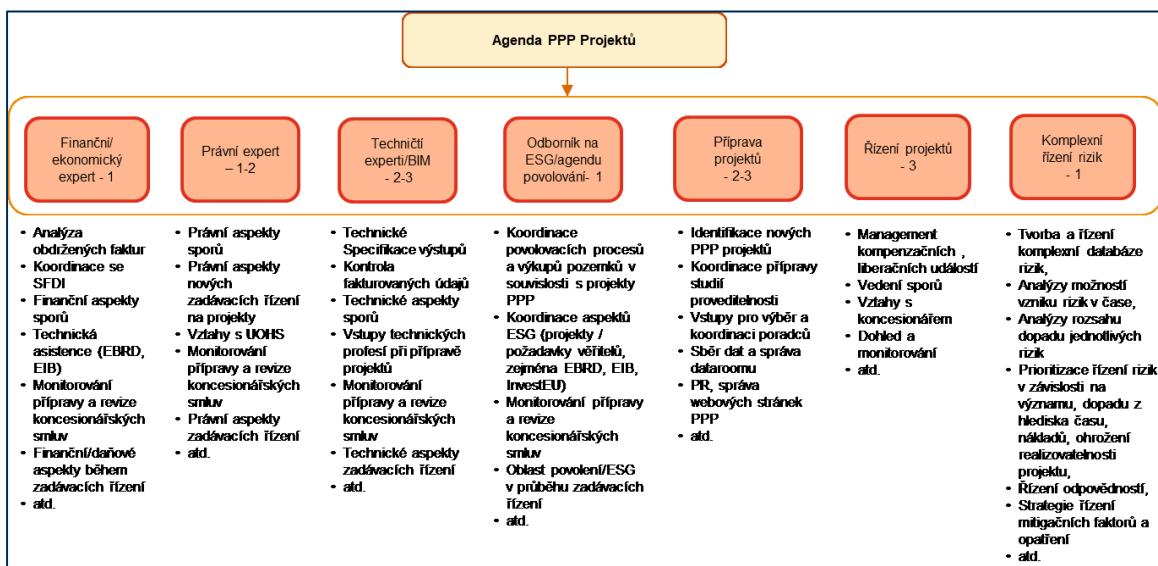 Agenda PPP Projektů
Finanční/
ekonomický
expert - 1
Právní expert
– 1-2
Techničtí
experti/BIM
- 2-3
Odborník na
ESG/agendu
povolování- 1
Příprava
projektů
- 2-3
Řízení projektů
- 3
Komplexní
řízení rizik
- 1
• Analýza
obdržených faktur
• Koordinace se
SFDI
• Finanční aspekty
sporů
• Technická
asistence (EBRD,
EIB)
• Monitorování
přípravy a revize
koncesionářských
smluv
• Finanční/daňové
aspekty během
zadávacích řízení
• atd.
• Právní aspekty
sporů
• Právní aspekty
nových
zadávacích řízení
na projekty
• Vztahy s UOHS
• Monitorování
přípravy a revize
koncesionářských
smluv
• Právní aspekty
zadávacích řízení
• atd.
• Technické
Specifikace výstupů
• Kontrola
fakturovaných údajů
• Technické aspekty
sporů
• Vstupy technických
profesí při přípravě
projektů
• Monitorování
přípravy a revize
koncesionářských
smluv
• Technické aspekty
zadávacích řízení
• atd.
• Koordinace
povolovacích procesů
a výkupů pozemků v
souvislosti s projekty
PPP
• Koordinace aspektů
ESG (projekty /
požadavky věřitelů,
zejména EBRD, EIB,
InvestEU)
• Monitorování přípravy
a revize
koncesionářských
smluv
• Oblast povolení/ESG
v průběhu zadávacích
řízení
• atd.
• Identifikace nových
PPP projektů
• Koordinace přípravy
studií
proveditelnosti
• Vstupy pro výběr a
koordinaci poradců
• Sběr dat a správa
dataroomu
• PR, správa
webových stránek
PPP
• atd.
• Management
kompenzačních ,
liberačních událostí
• Vedení sporů
• Vztahy s
koncesionářem
• Dohled a
monitorování
• atd.
• Tvorba a řízení
komplexní databáze
rizik,
• Analýzy možností
vzniku rizik v čase,
• Analýzy rozsahu
dopadu jednotlivých
rizik
• Prioritizace řízení rizik
v závislosti na
významu, dopadu z
hlediska času,
nákladů, ohrožení
realizovatelnosti
projektu,
• Řízení odpovědností,
• Strategie řízení
mitigačních faktorů a
opatření
• atd.